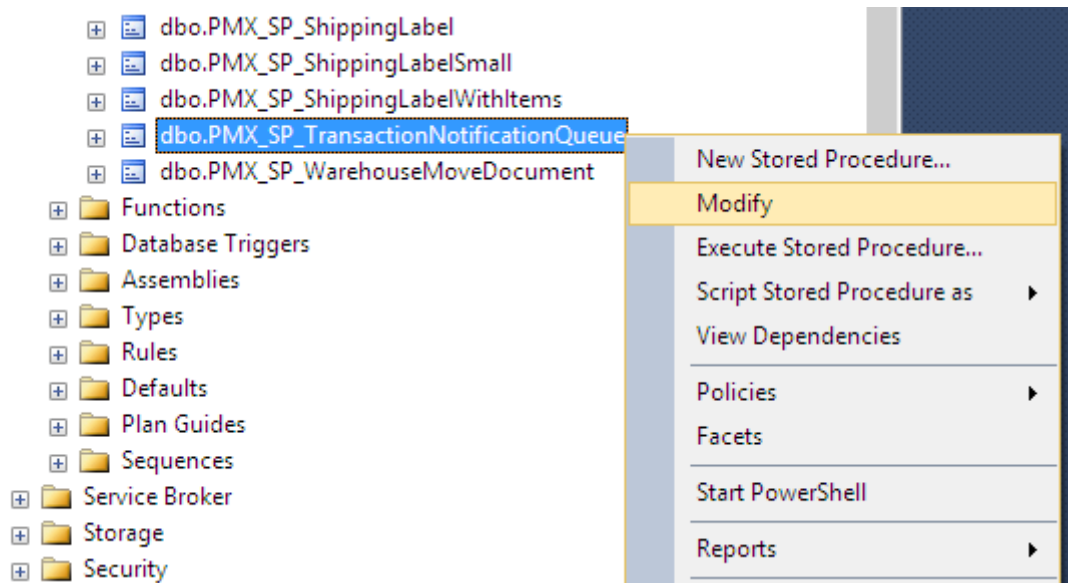 dbo.PMX_SP_ShippingLabel
dbo.PMX_SP_ShippingLabelSmall
dbo.PMX_SP_ShippingLabelWithItems
dbo.PMX_SP_TransactionNotificationQueue
dbo.PMX_SP_WarehouseMoveDocument
Functions
Database Triggers
Assemblies
Types
Rules
Defaults
Plan Guides
Sequences
Service Broker
Storage
Security
New Stored Procedure...
Modify
Execute Stored Procedure...
Script Stored Procedure as
View Dependencies
Policies
Facets
Start PowerShell
Reports